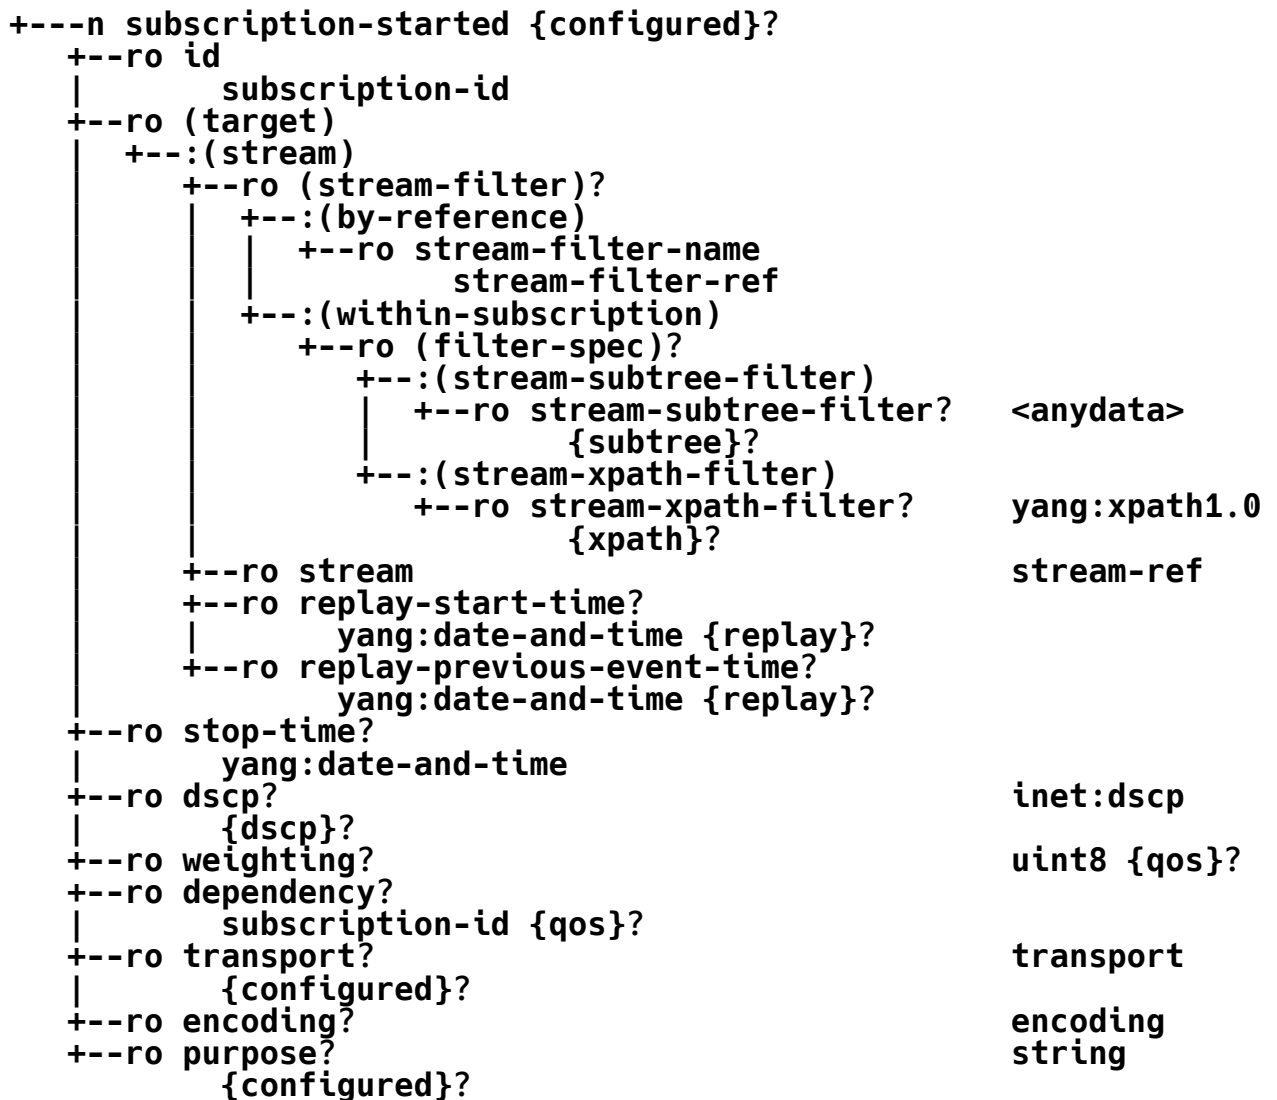 +---n subscription-started {configured}?
   +--ro id
   |       subscription-id
   +--ro (target)
   |  +--:(stream)
   |     +--ro (stream-filter)?
   |     |  +--:(by-reference)
   |     |  |  +--ro stream-filter-name
   |     |  |          stream-filter-ref
   |     |  +--:(within-subscription)
   |     |     +--ro (filter-spec)?
   |     |        +--:(stream-subtree-filter)
   |     |        |  +--ro stream-subtree-filter?   <anydata>
   |     |        |          {subtree}?
   |     |        +--:(stream-xpath-filter)
   |     |           +--ro stream-xpath-filter?     yang:xpath1.0
   |     |                   {xpath}?
   |     +--ro stream                               stream-ref
   |     +--ro replay-start-time?
   |     |       yang:date-and-time {replay}?
   |     +--ro replay-previous-event-time?
   |             yang:date-and-time {replay}?
   +--ro stop-time?
   |       yang:date-and-time
   +--ro dscp?                                      inet:dscp
   |       {dscp}?
   +--ro weighting?                                 uint8 {qos}?
   +--ro dependency?
   |       subscription-id {qos}?
   +--ro transport?                                 transport
   |       {configured}?
   +--ro encoding?                                  encoding
   +--ro purpose?                                   string
           {configured}?